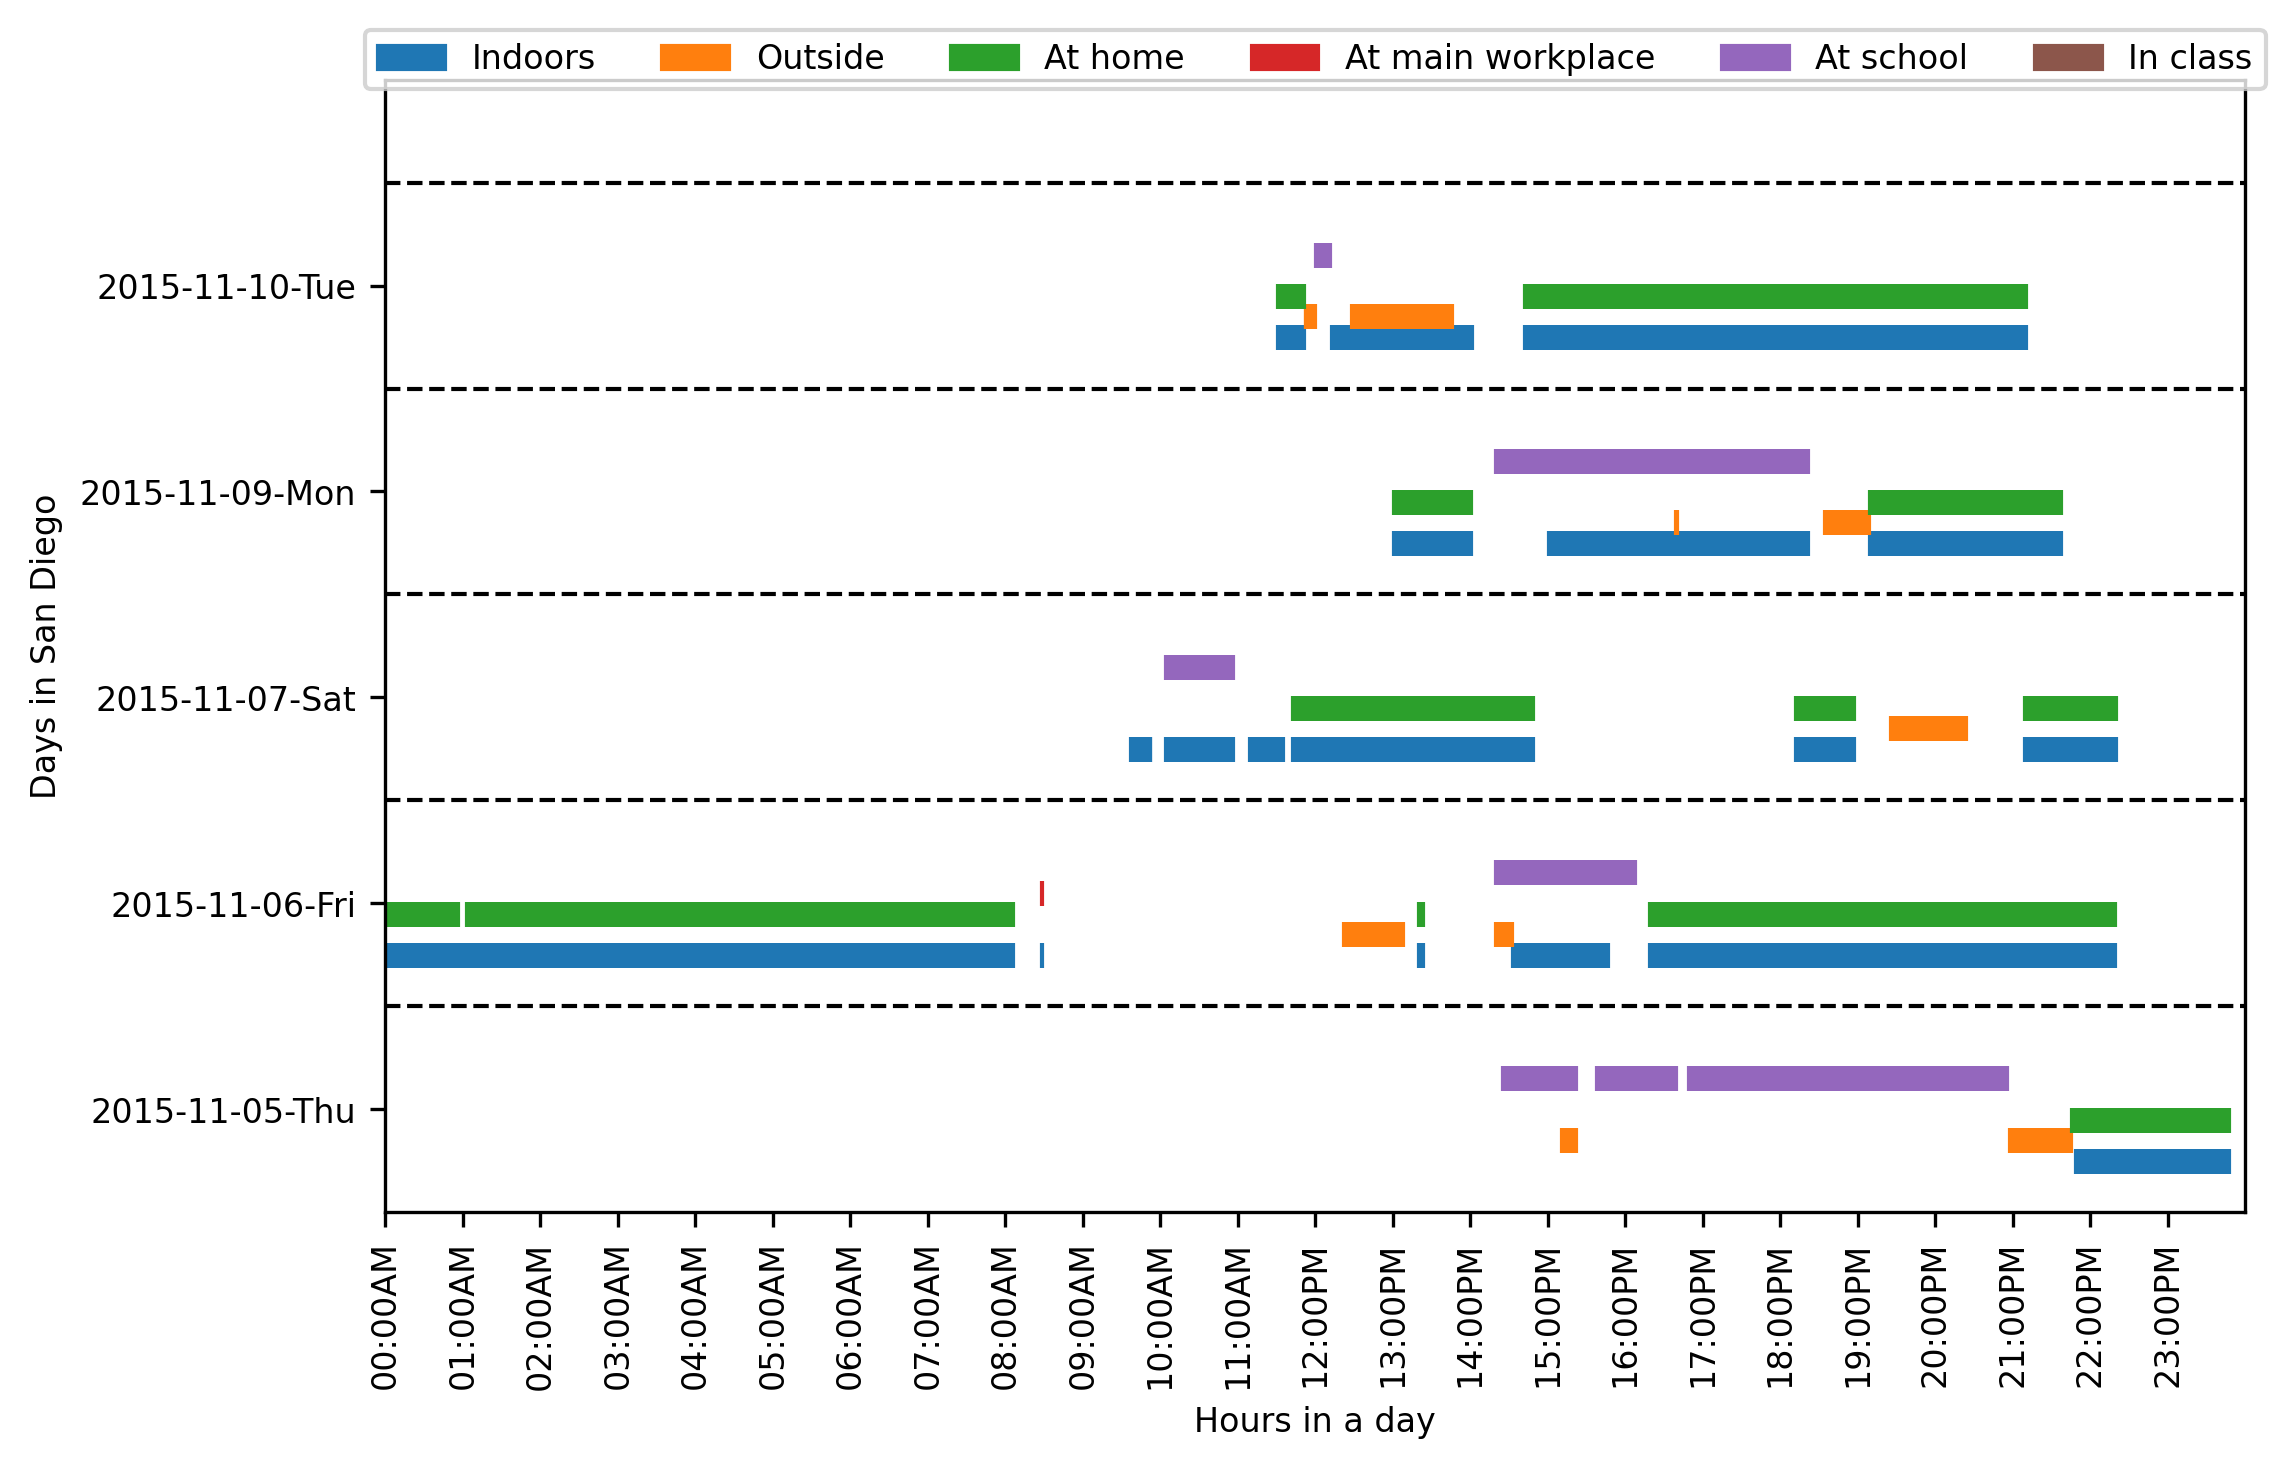 Indoors Outside At home At main workplace At school In class
2015-11-10-Tue
2015-11-09-Mon
2015-11-07-Sat
2015-11-06-Fri
2015-11-05-Thu
Days in San Diego
00:00AM 01:00AM 02:00AM 03:00AM 04:00AM 05:00AM 06:00AM 07:00AM 08:00AM 09:00AM 10:00AM 11:00AM 12:00PM 13:00PM 14:00PM 15:00PM 16:00PM 17:00PM 18:00PM 19:00PM 20:00PM 21:00PM 22:00PM 23:00PM
Hours in a day